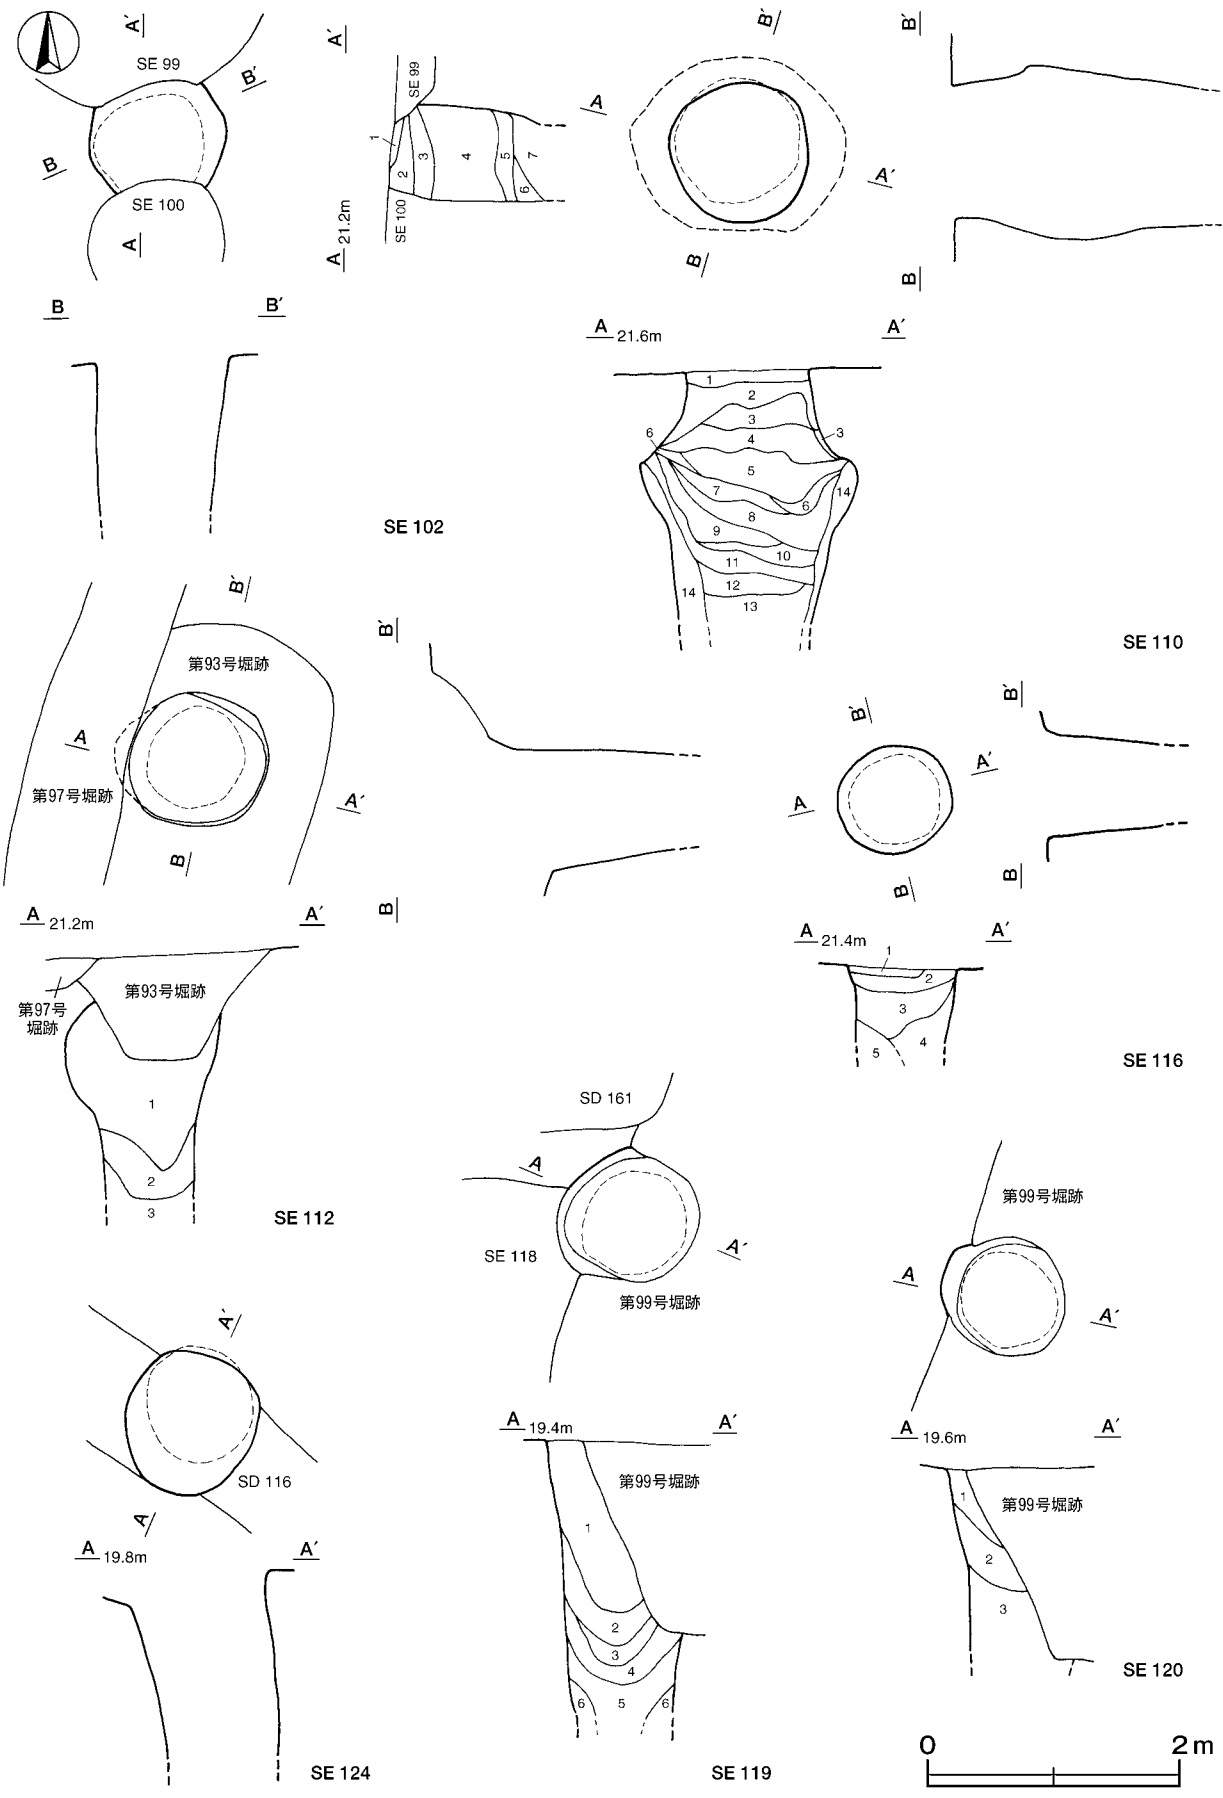 A′
SE 99
B′
B
SE 100
A
A′
SE 99
1
2
3
4
5
6
7
SE 100
A 21.2m
B
B′
SE 102
B′
A
A′
B
B′
B
A 21.6m
A′
1
2
3
4
3
6
5
7
6
14
8
9
10
11
12
14
13
SE 110
B′
第93号堀跡
A
第97号堀跡
A′
B
B′
B
A 21.2m
A′
第97号
堀跡
第93号堀跡
1
2
3
SE 112
B′
A′
A
B
B′
B
A 21.4m
A′
1
2
3
4
5
SE 116
SD 161
A
SE 118
A′
第99号堀跡
A 19.4m
A′
第99号堀跡
1
2
3
4
5
6
6
SE 119
第99号堀跡
A
A′
A 19.6m
A′
1
第99号堀跡
2
3
SE 120
A′
SD 116
A
A 19.8m
A′
SE 124
0
2 m